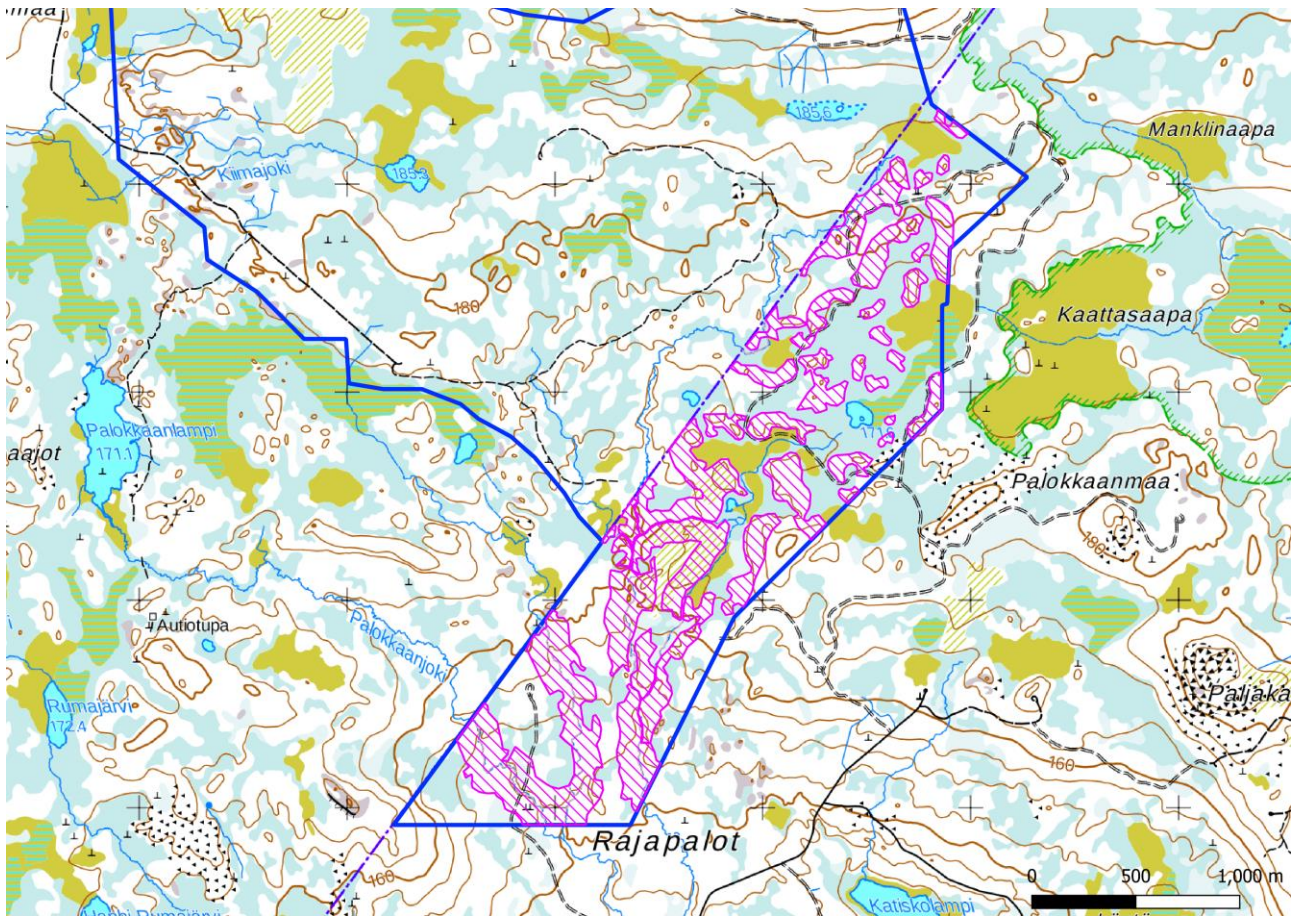 185.6
Manklinaapa
Kiimajoki
185.3
180
Kaattasaapa
Palokkaanlampi
171.1
aajot
171.
Palokkaanmaa
180
Autiotupa
Palokkaanjoki
Rumajärvi
172.4
Paljaka
160
Rajapalot
160
0 500 1,000 m
Katiskolampi